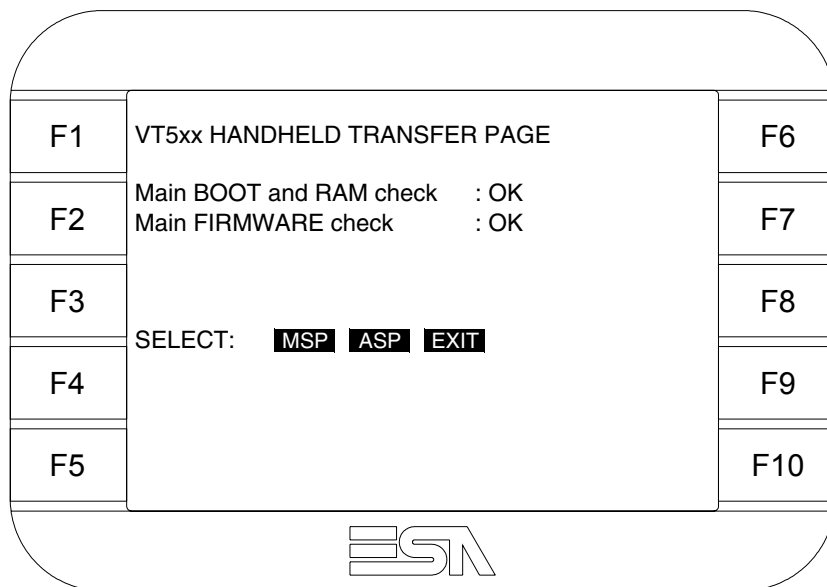 VT5xx HANDHELD TRANSFER PAGE
Main BOOT and RAM check : OK
Main FIRMWARE check : OK
SELECT: MSP ASP EXIT
F1
F2
F3
F4
F5
F6
F7
F8
F9
F10
ESA